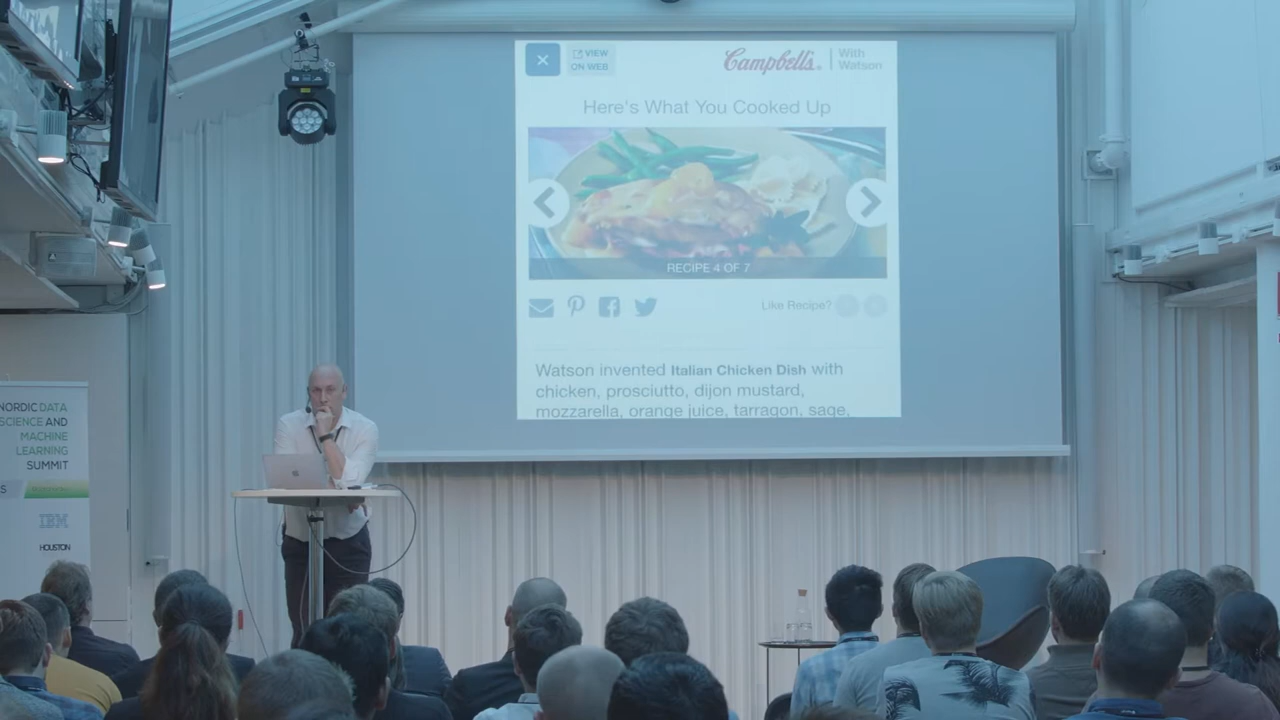 VIEW
ON WEB
Campbell's.
With
Watson
Here's What You Cooked Up
RECIPE 4 OF 7
Like Recipe?
Watson invented Italian Chicken Dish with
chicken, prosciutto, dijon mustard,
mozzarella, orange juice, tarragon, sage,
NORDIC DATA
SCIENCE AND
MACHINE
LEARNING
SUMMIT
HOUSTON